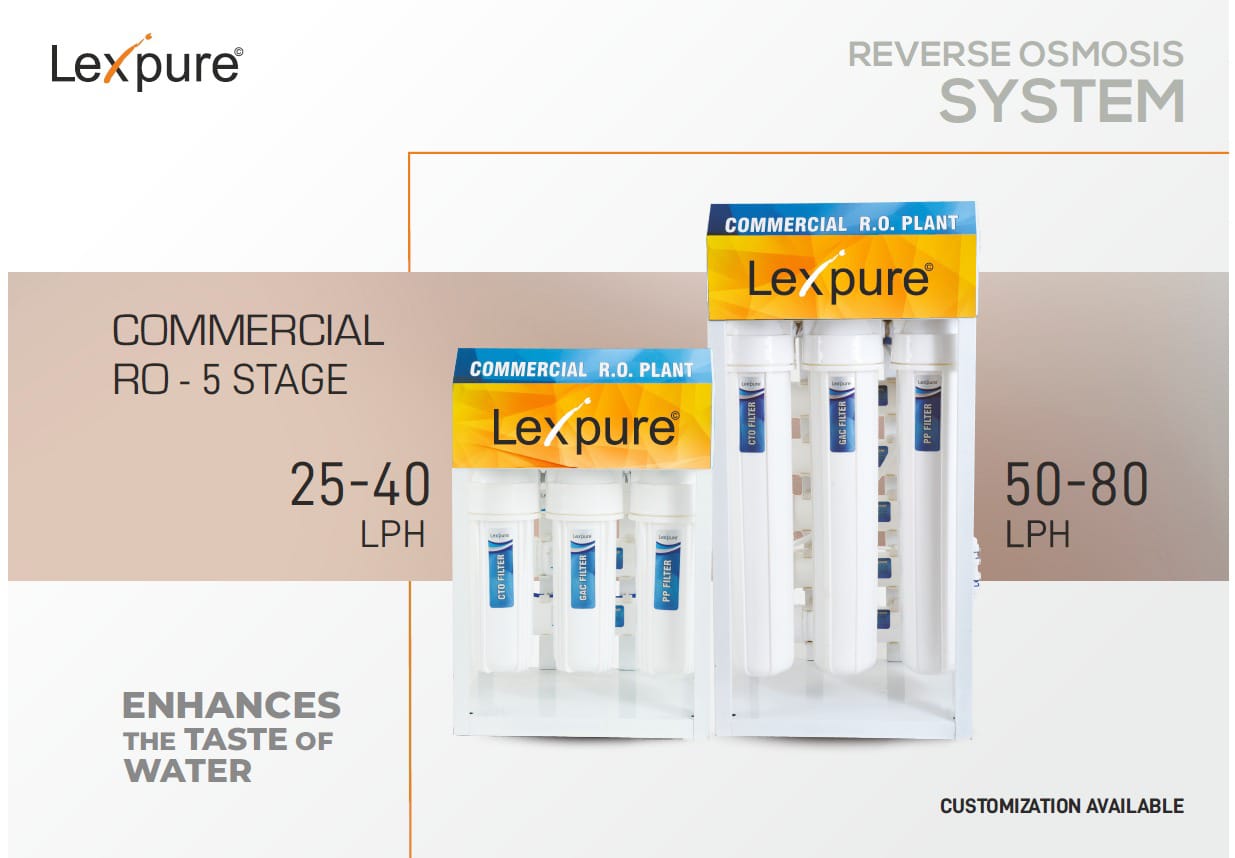 Lexpure©
REVERSE OSMOSIS
SYSTEM
COMMERCIAL R.O. PLANT
Lexpure©
COMMERCIAL
RO - 5 STAGE
COMMERCIAL R.O. PLANT
Lexpure©
Lexpure
CTO FILTER
Lexpure
GAC FILTER
Lexpure
PP FILTER
25-40
LPH
50-80
LPH
Lexpure
CTO FILTER
Lexpure
GAC FILTER
Lexpure
PP FILTER
ENHANCES
THE TASTE OF
WATER
CUSTOMIZATION AVAILABLE